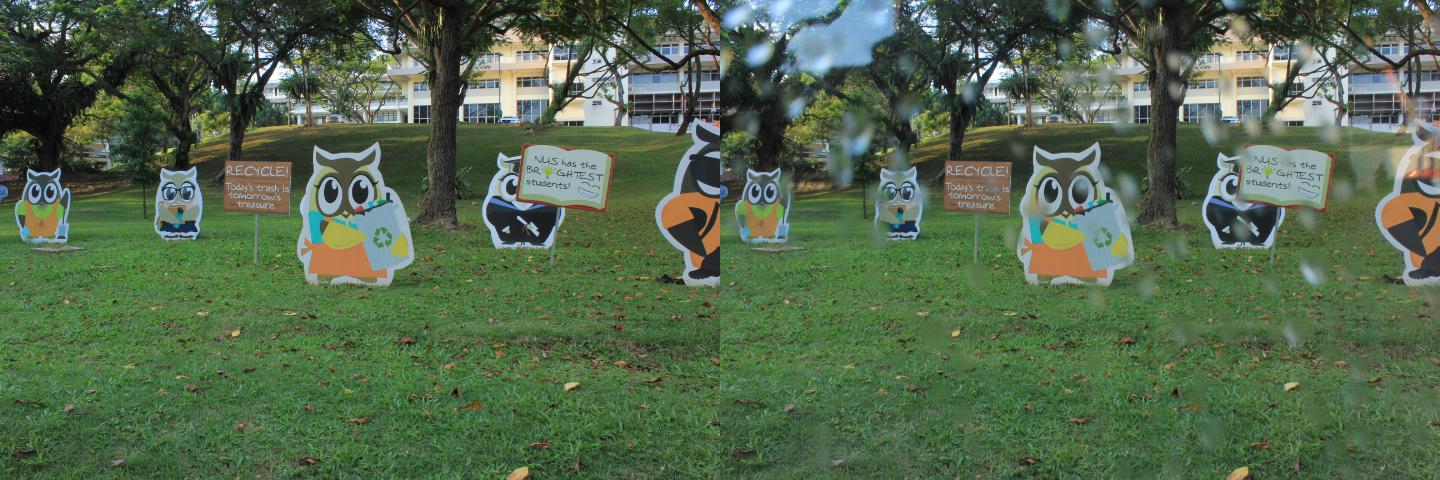 RECYCLE!
Today's trash is
tomorrow's
treasure
NUS has the
BRIGHTEST
students!
RECYCLE!
Today's trash is
tomorrow's
treasure
NUS has the
BRIGHTEST
students!